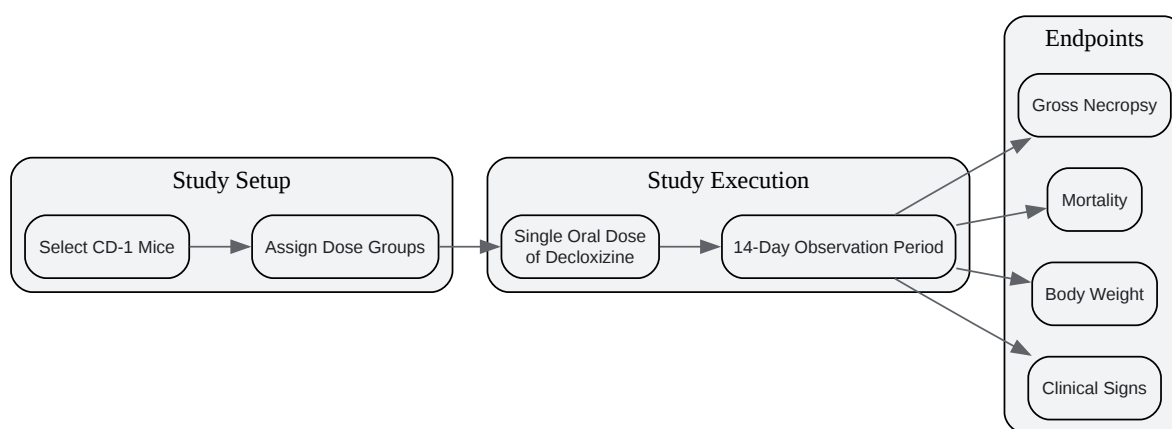 Study Setup
Select CD-1 Mice
Assign Dose Groups
Study Execution
Single Oral Dose
of Decloxizine
14-Day Observation Period
Endpoints
Gross Necropsy
Mortality
Body Weight
Clinical Signs